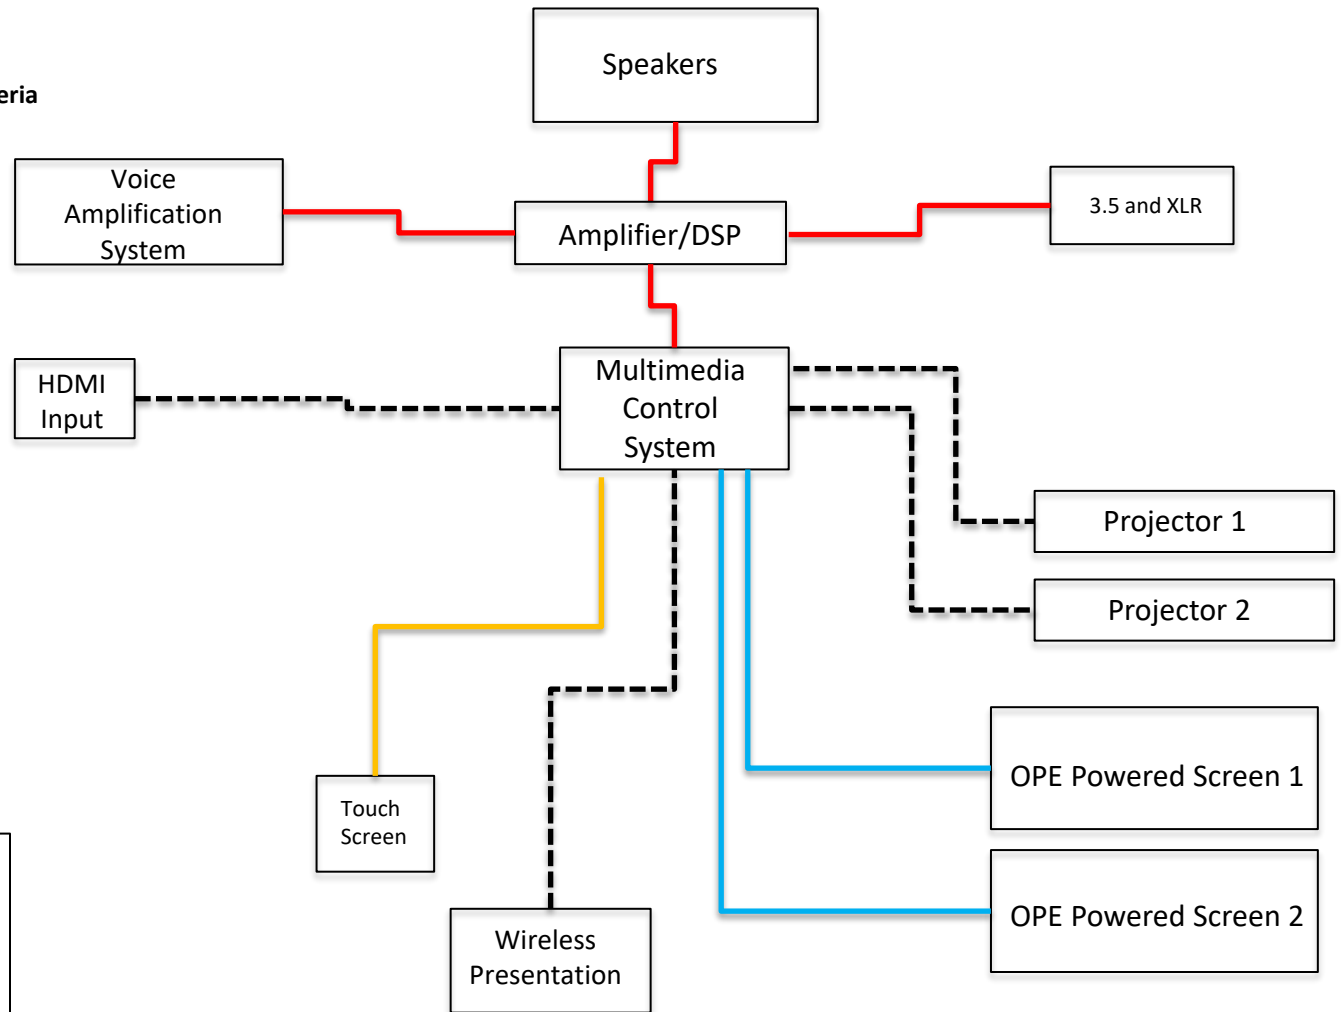 Speakers
eria
Voice
Amplification
System
3.5 and XLR
Amplifier/DSP
HDMI
Input
Multimedia
Control
System
Projector 1
Projector 2
OPE Powered Screen 1
Touch
Screen
OPE Powered Screen 2
Wireless
Presentation